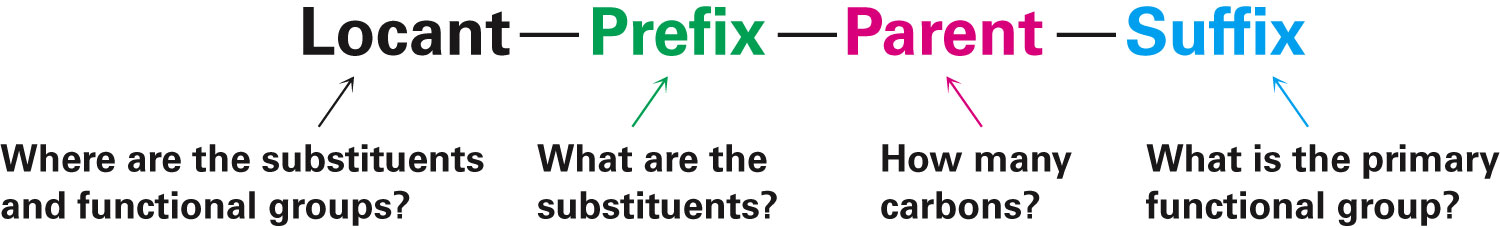 Locant — Prefix — Parent — Suffix
Where are the substituents and functional groups?
What are the substituents?
How many carbons?
What is the primary functional group?